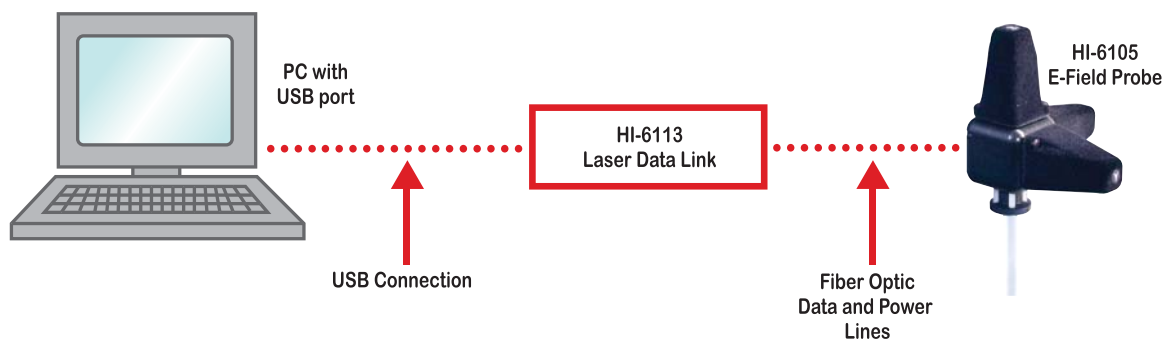 PC with
USB port
HI-6113
Laser Data Link
HI-6105
E-Field Probe
USB Connection
Fiber Optic
Data and Power
Lines